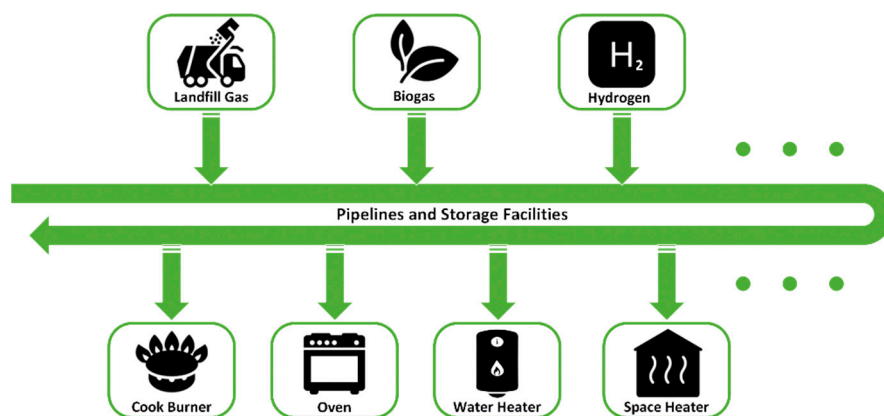 Landfill Gas
Biogas
H₂
Hydrogen
Pipelines and Storage Facilities
Cook Burner
Oven
Water Heater
Space Heater